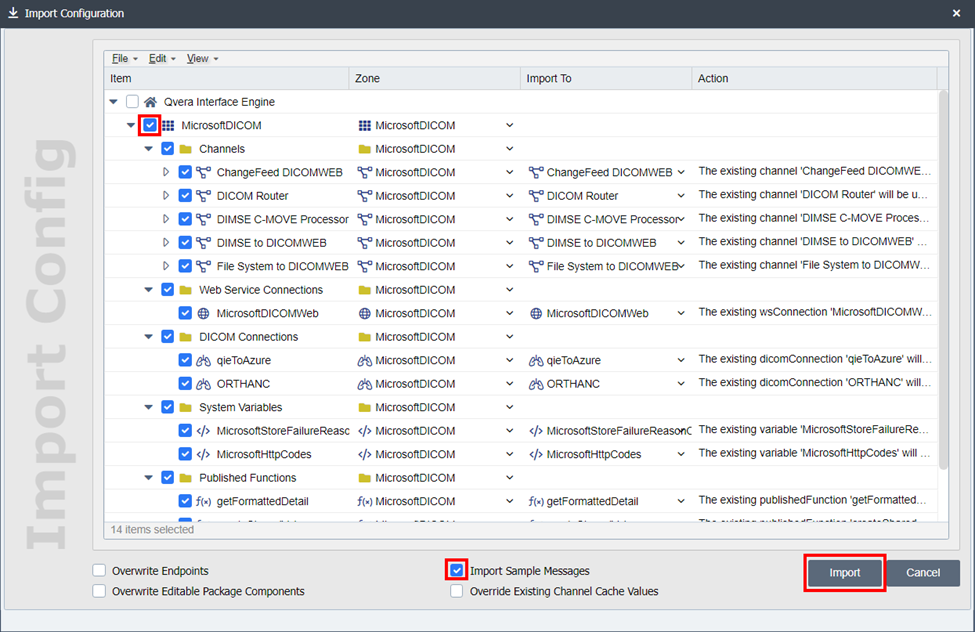 Import Configuration
Import Config
File Edit View
Item Zone Import To Action
Qvera Interface Engine
MicrosoftDICOM MicrosoftDICOM
Channels MicrosoftDICOM
ChangeFeed DICOMWEB MicrosoftDICOM ChangeFeed DICOMWEB The existing channel 'ChangeFeed DICOMWE...
DICOM Router MicrosoftDICOM DICOM Router The existing channel 'DICOM Router' will be u...
DIMSE C-MOVE Processor MicrosoftDICOM DIMSE C-MOVE Processor The existing channel 'DIMSE C-MOVE Proces...
DIMSE to DICOMWEB MicrosoftDICOM DIMSE to DICOMWEB The existing channel 'DIMSE to DICOMWEB' ...
File System to DICOMWEB MicrosoftDICOM File System to DICOMWEB The existing channel 'File System to DICOMW...
Web Service Connections MicrosoftDICOM
MicrosoftDICOMWeb MicrosoftDICOM MicrosoftDICOMWeb The existing wsConnection 'MicrosoftDICOMW...
DICOM Connections MicrosoftDICOM
qieToAzure MicrosoftDICOM qieToAzure The existing dicomConnection 'qieToAzure' will...
ORTHANC MicrosoftDICOM ORTHANC The existing dicomConnection 'ORTHANC' will...
System Variables MicrosoftDICOM
MicrosoftStoreFailureReasc MicrosoftDICOM MicrosoftStoreFailureReasonC The existing variable 'MicrosoftStoreFailureRe...
MicrosoftHttpCodes MicrosoftDICOM MicrosoftHttpCodes The existing variable 'MicrosoftHttpCodes' will ...
Published Functions MicrosoftDICOM
f(x) getFormattedDetail f(x) MicrosoftDICOM f(x) getFormattedDetail The existing publishedFunction 'getFormatted...
14 items selected
Overwrite Endpoints Import Sample Messages
Overwrite Editable Package Components Override Existing Channel Cache Values
Import Cancel